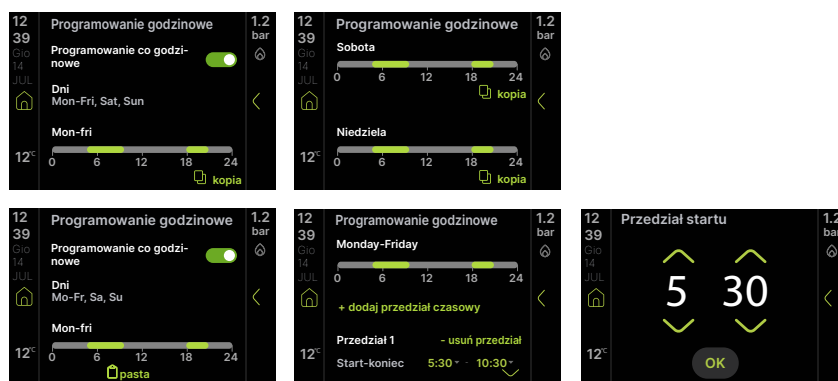 12
39
Gio
14
JUL
12°C
Programowanie godzinowe
Programowanie co godzi-
nowe
Dni
Mon-Fri, Sat, Sun
Mon-fri
0 6 12 18 24
kopia
1.2
bar
12
39
Gio
14
JUL
12°C
Programowanie godzinowe
Sobota
0 6 12 18 24
kopia
Niedziela
0 6 12 18 24
kopia
1.2
bar
12
39
Gio
14
JUL
12°C
Programowanie godzinowe
Programowanie co godzi-
nowe
Dni
Mo-Fr, Sa, Su
Mon-fri
0 6 12 18 24
pasta
1.2
bar
12
39
Gio
14
JUL
12°C
Programowanie godzinowe
Monday-Friday
0 6 12 18 24
+ dodaj przedział czasowy
Przedział 1 - usuń przedział
Start-koniec 5:30 - 10:30
1.2
bar
12
39
Gio
14
JUL
12°C
Przedział startu
5 30
OK
1.2
bar